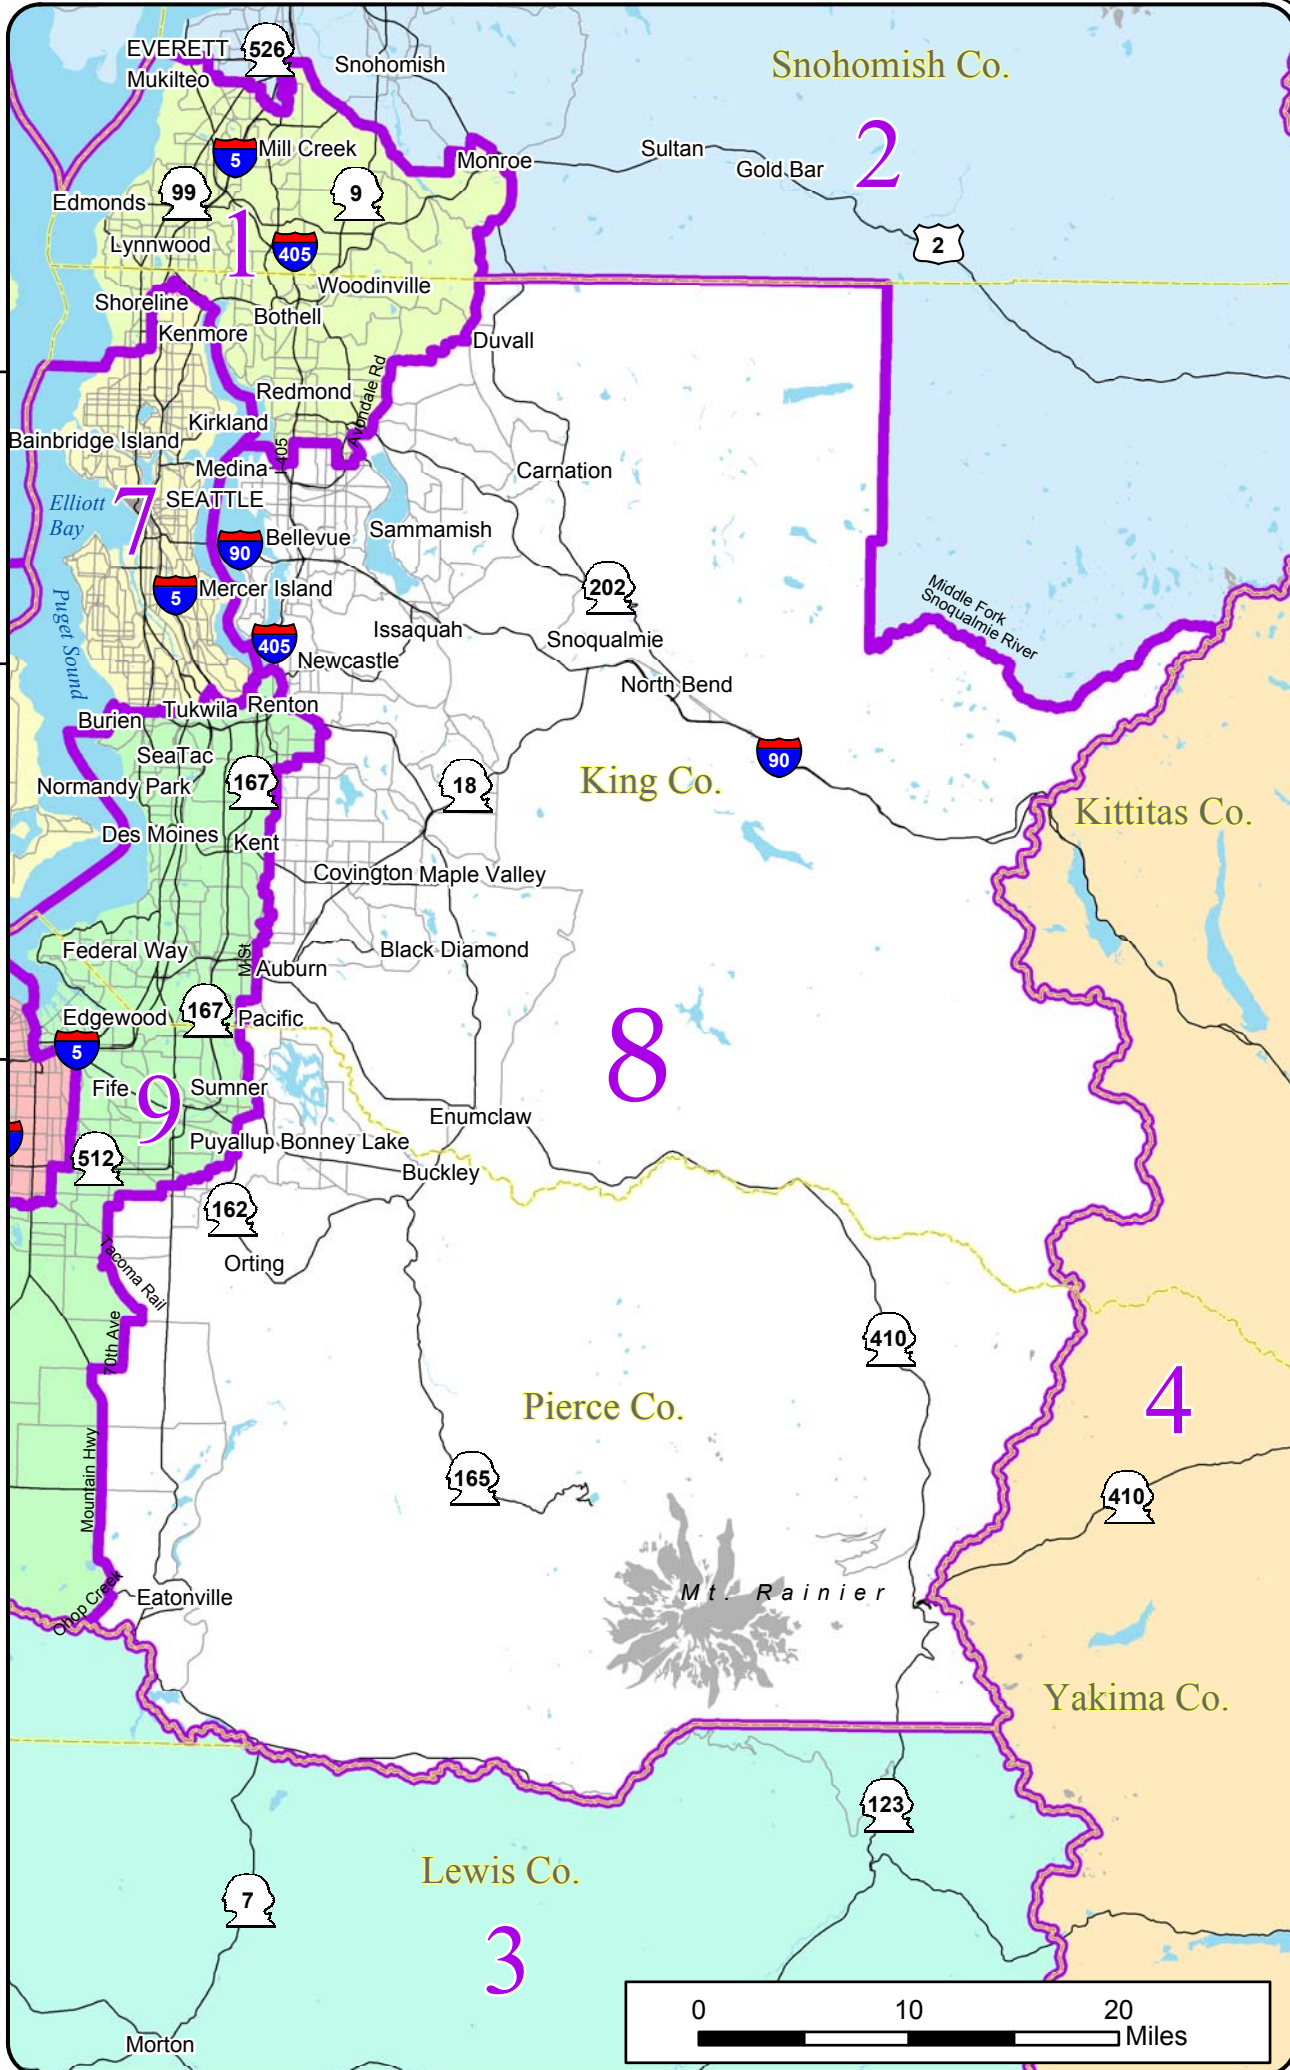 EVERETT
526
Snohomish
Snohomish Co.
Mukilteo
2
5
Mill Creek
Monroe
Sultan
Gold Bar
99
9
Edmonds
1
Lynnwood
405
2
Woodinville
Shoreline
Bothell
Kenmore
Duvall
Redmond
Avondale Rd
Kirkland
Bainbridge Island
I-405
Medina
Carnation
7
SEATTLE
Elliott
Bay
Sammamish
Bellevue
90
5
Mercer Island
202
Middle Fork
Snoqualmie River
Puget Sound
Issaquah
405
Snoqualmie
Newcastle
North Bend
Tukwila
Renton
Burien
SeaTac
90
167
18
King Co.
Normandy Park
Kittitas Co.
Des Moines
Kent
Covington
Maple Valley
Federal Way
M St
Black Diamond
Auburn
167
Edgewood
Pacific
8
5
Fife
9
Sumner
Enumclaw
Puyallup
Bonney Lake
512
Buckley
162
Orting
Tacoma Rail
70th Ave
410
4
Pierce Co.
Mountain Hwy
165
410
Mt. Rainier
Ohop Creek
Eatonville
Yakima Co.
123
Lewis Co.
7
3
0
10
20
Miles
Morton